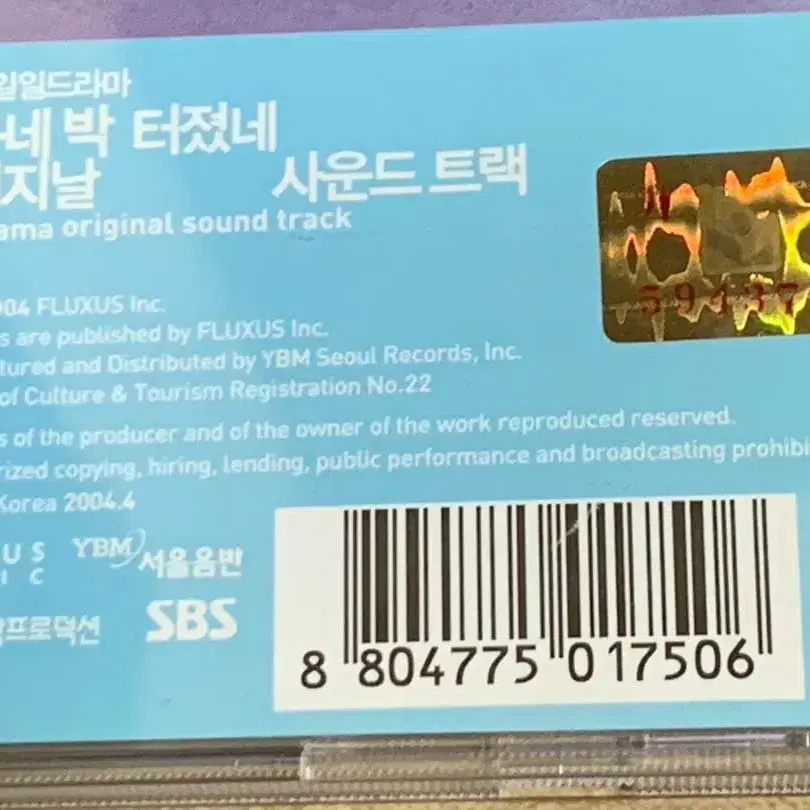 일일드라마
네 박 터졌네
지날
사운드 트랙
ama original sound track
04 FLUXUS Inc.
s are published by FLUXUS Inc.
tured and Distributed by YBM Seoul Records, Inc.
of Culture & Tourism Registration No.22
s of the producer and of the owner of the work reproduced reserved.
rized copying, hiring, lending, public performance and broadcasting prohibi
Korea 2004.4
U S
I C
YBM 서울음반
프로덕션
SBS
59437
8 804775 017506